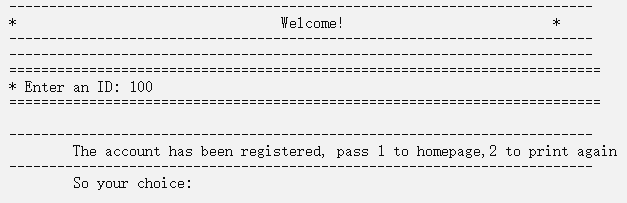 -------------------------------------------------------------------------
*                                 Welcome!                          *
-------------------------------------------------------------------------
-------------------------------------------------------------------------
==========================================================================
* Enter an ID: 100
==========================================================================
-------------------------------------------------------------------------
        The account has been registered, pass 1 to homepage,2 to print again
-------------------------------------------------------------------------
        So your choice: